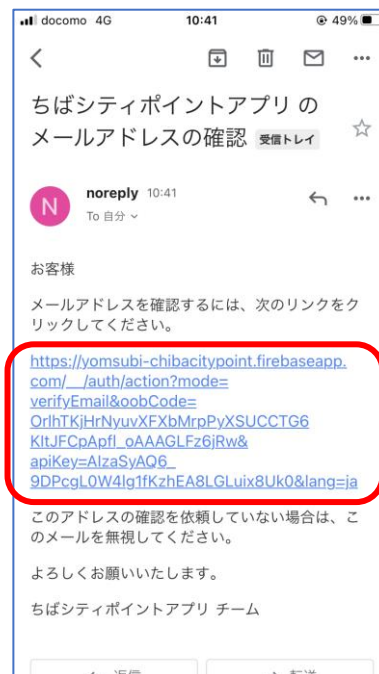 docomo 4G 10:41 49%
ちばシティポイントアプリ の
メールアドレスの確認 受信トレイ
N
noreply 10:41
To 自分
お客様
メールアドレスを確認するには、次のリンクをク
リックしてください。
https://yomsubi-chibacitypoint.firebaseapp.
com/__/auth/action?mode=
verifyEmail&oobCode=
OrlhTKjHrNyuvXFXbMrpPyXSUCCTG6
KItJFCpApfI_oAAAGLFz6jRw&
apiKey=AIzaSyAQ6_
9DPcgL0W4Ig1fKzhEA8LGLuix8Uk0&lang=ja
このアドレスの確認を依頼していない場合は、こ
のメールを無視してください。
よろしくお願いいたします。
ちばシティポイントアプリ チーム
返信 転送